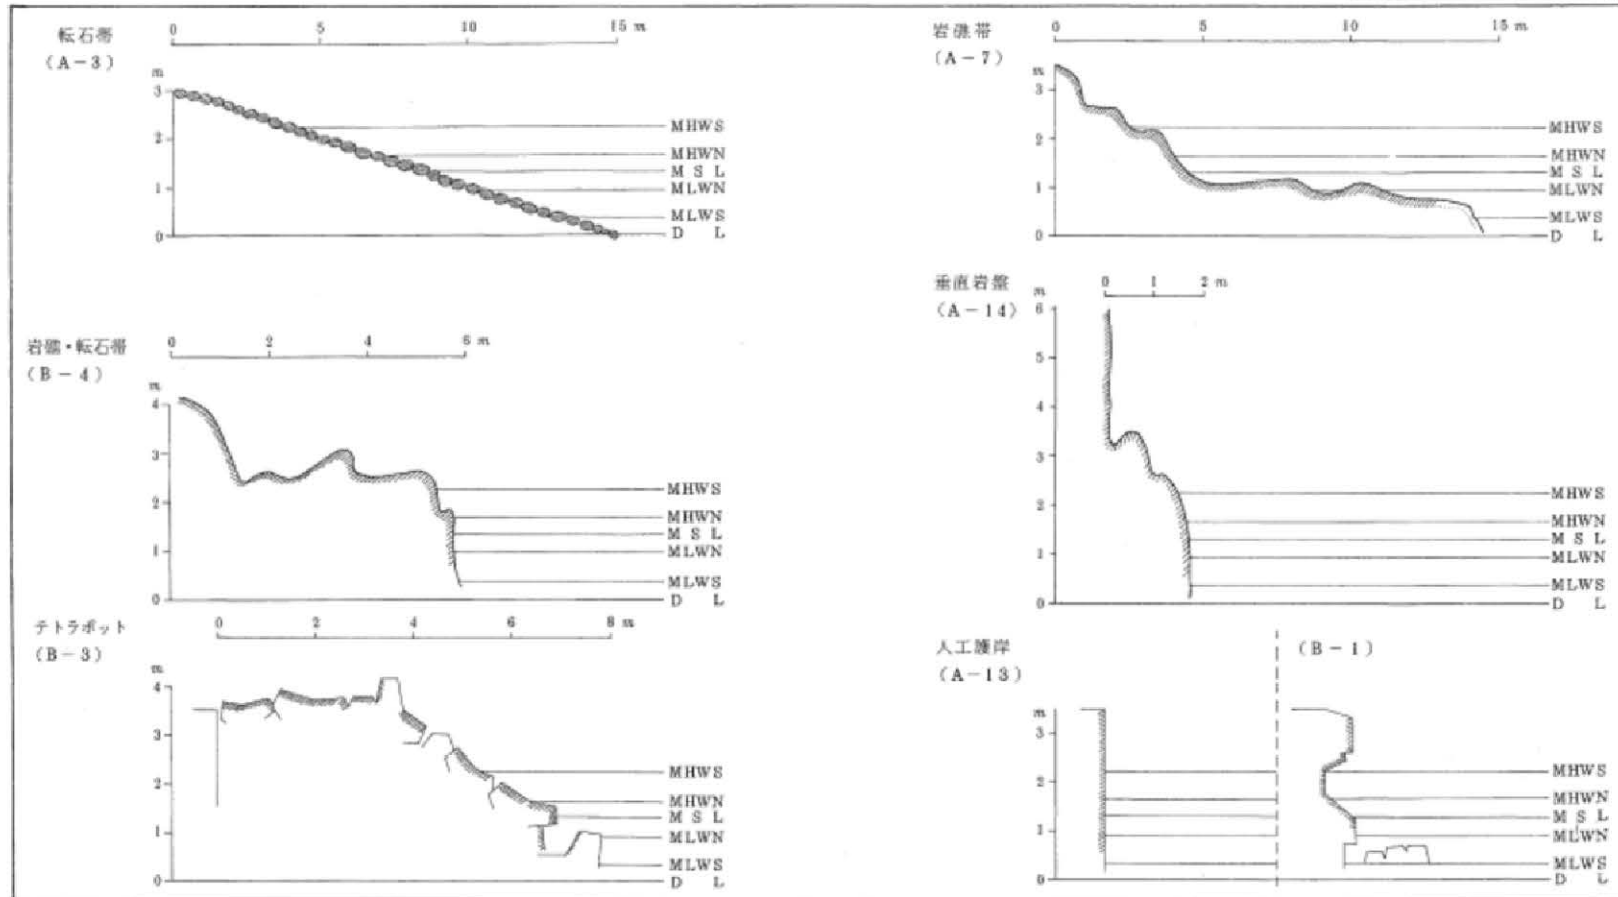 転石帯
(A-3)
0 5 10 15 m
m
3
2
1
0
MHWS
MHWN
M S L
MLWN
MLWS
D L
岩礁帯
(A-7)
0 5 10 15 m
m
3
2
1
0
MHWS
MHWN
M S L
MLWN
MLWS
D L
岩礁・転石帯
(B-4)
0 2 4 6 m
m
4
3
2
1
0
MHWS
MHWN
M S L
MLWN
MLWS
D L
垂直岩盤
(A-14)
0 1 2 m
m
6
5
4
3
2
1
0
MHWS
MHWN
M S L
MLWN
MLWS
D L
テトラポット
(B-3)
0 2 4 6 8 m
m
4
3
2
1
0
MHWS
MHWN
M S L
MLWN
MLWS
D L
人工護岸
(A-13)
(B-1)
m
3
2
1
0
MHWS
MHWN
M S L
MLWN
MLWS
D L